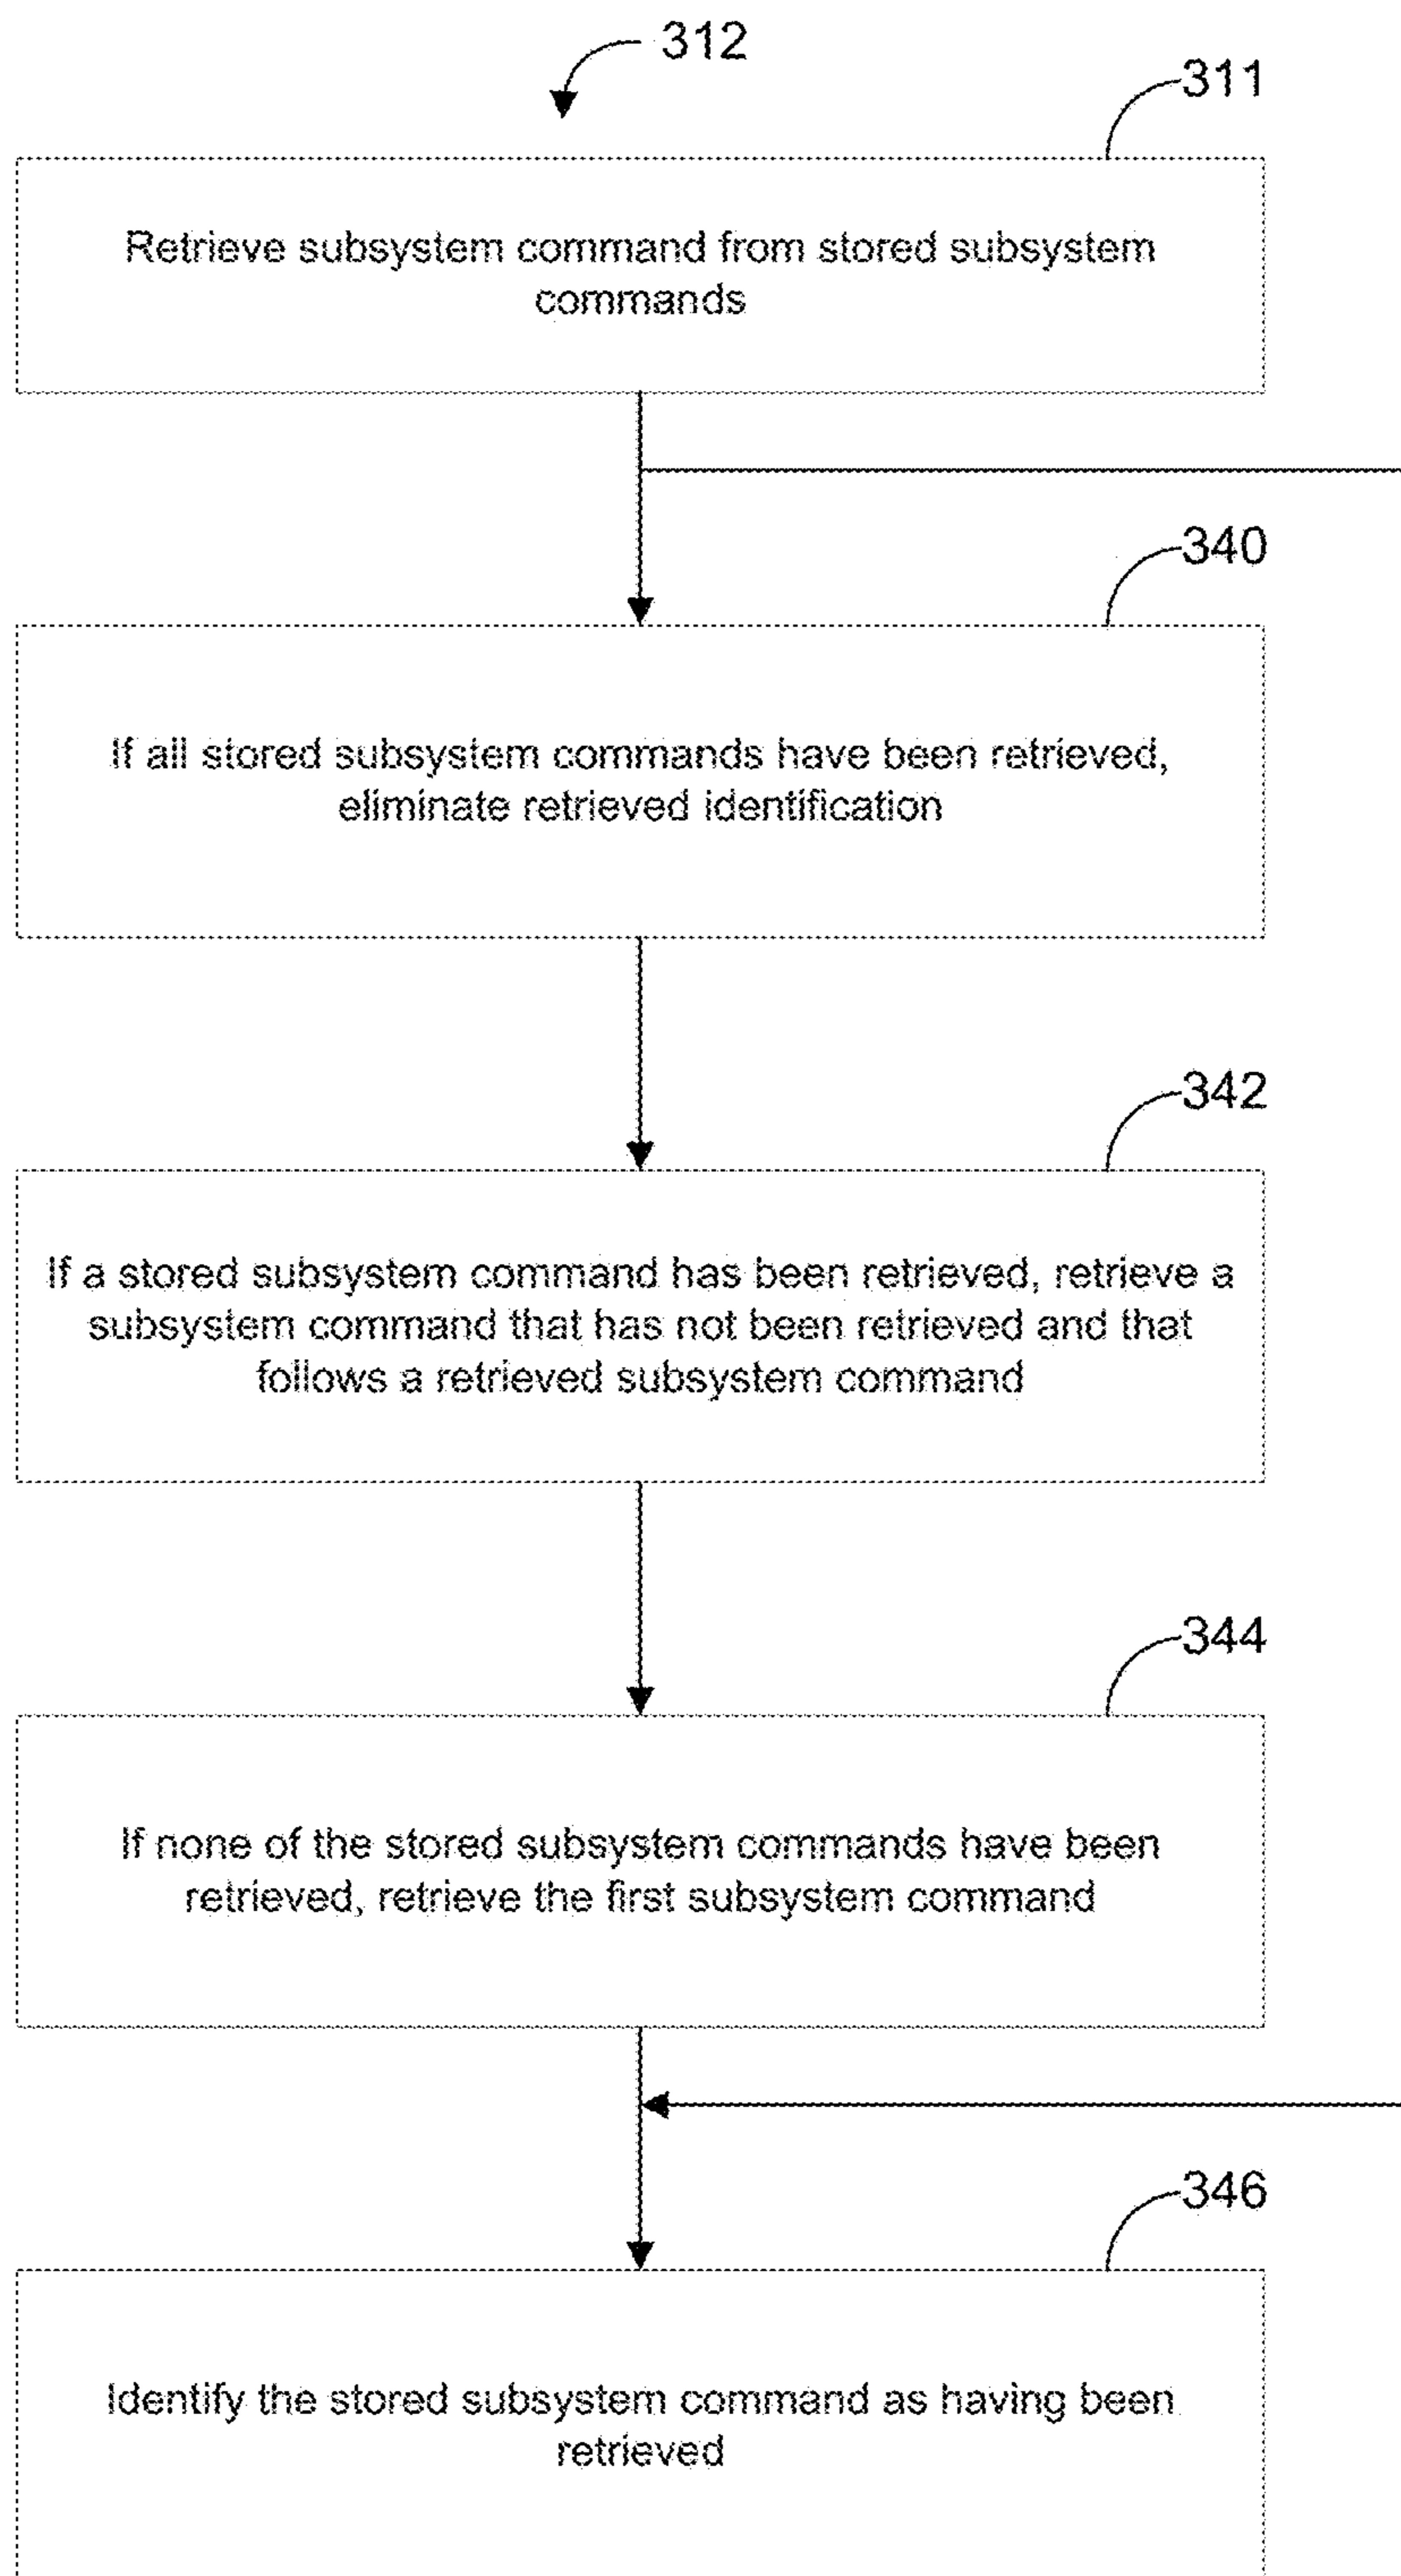 312
311
Retrieve subsystem command from stored subsystem
commands
340
If all stored subsystem commands have been retrieved,
eliminate retrieved identification
342
If a stored subsystem command has been retrieved, retrieve a
subsystem command that has not been retrieved and that
follows a retrieved subsystem command
344
If none of the stored subsystem commands have been
retrieved, retrieve the first subsystem command
346
Identify the stored subsystem command as having been
retrieved